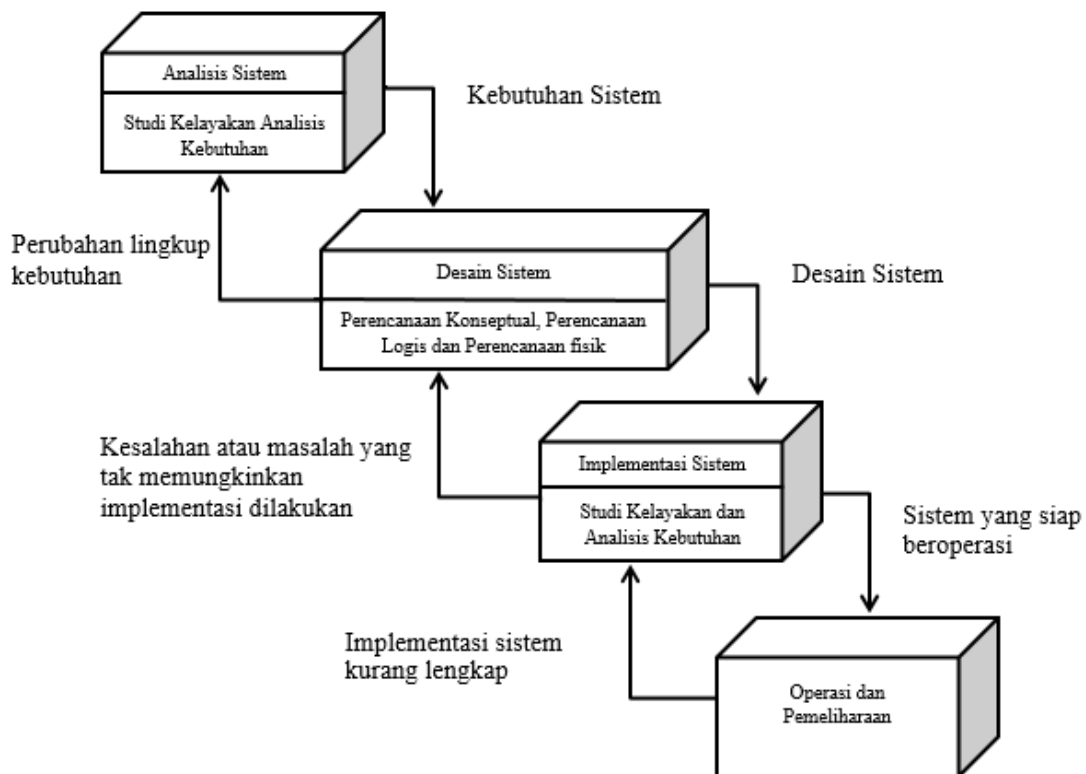 Analisis Sistem
Studi Kelayakan Analisis
Kebutuhan
Kebutuhan Sistem
Perubahan lingkup
kebutuhan
Desain Sistem
Perencanaan Konseptual, Perencanaan
Logis dan Perencanaan fisik
Desain Sistem
Kesalahan atau masalah yang
tak memungkinkan
implementasi dilakukan
Implementasi Sistem
Studi Kelayakan dan
Analisis Kebutuhan
Sistem yang siap
beroperasi
Implementasi sistem
kurang lengkap
Operasi dan
Pemeliharaan